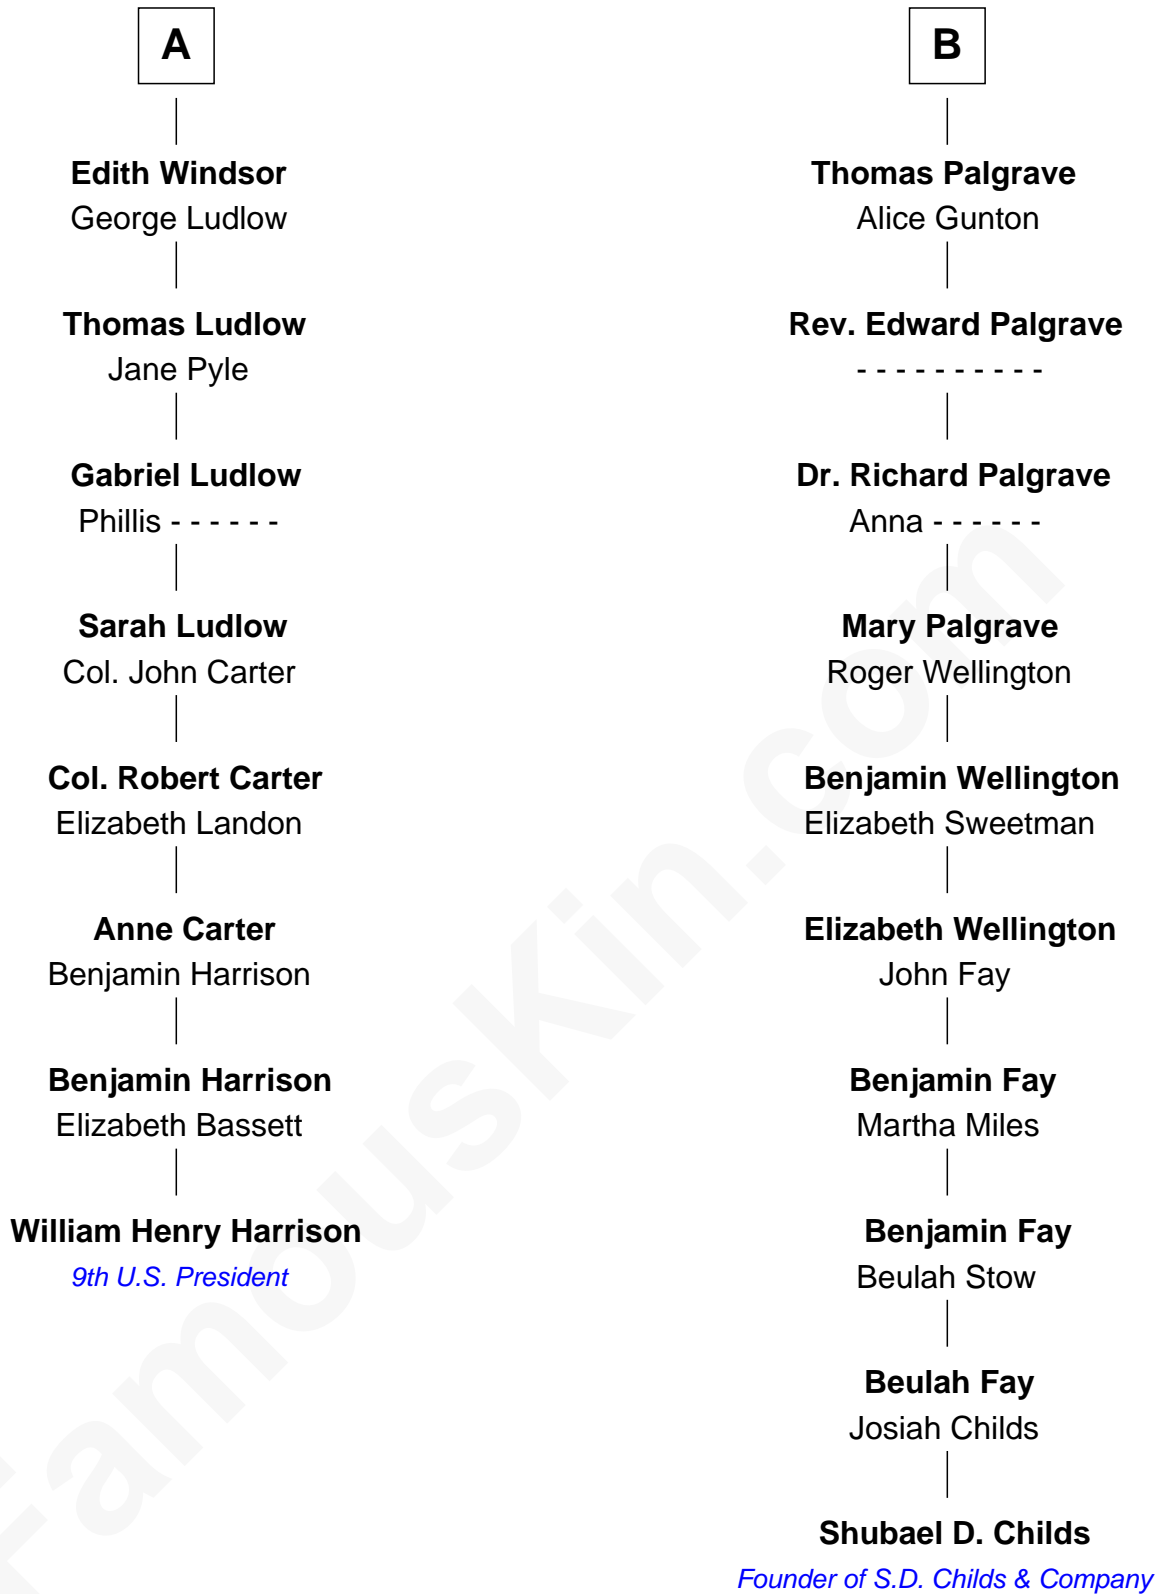 A
Edith Windsor
George Ludlow
Thomas Ludlow
Jane Pyle
Gabriel Ludlow
Phillis - - - - - -
Sarah Ludlow
Col. John Carter
Col. Robert Carter
Elizabeth Landon
Anne Carter
Benjamin Harrison
Benjamin Harrison
Elizabeth Bassett
William Henry Harrison
9th U.S. President
B
Thomas Palgrave
Alice Gunton
Rev. Edward Palgrave
- - - - - - - - - -
Dr. Richard Palgrave
Anna - - - - - -
Mary Palgrave
Roger Wellington
Benjamin Wellington
Elizabeth Sweetman
Elizabeth Wellington
John Fay
Benjamin Fay
Martha Miles
Benjamin Fay
Beulah Stow
Beulah Fay
Josiah Childs
Shubael D. Childs
Founder of S.D. Childs & Company
FamousKin.com